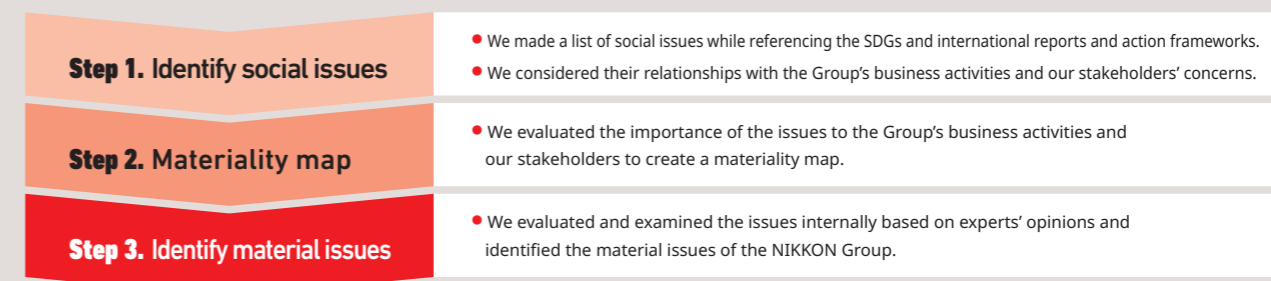 Step 1. Identify social issues
● We made a list of social issues while referencing the SDGs and international reports and action frameworks.
● We considered their relationships with the Group’s business activities and our stakeholders’ concerns.
Step 2. Materiality map
● We evaluated the importance of the issues to the Group’s business activities and
our stakeholders to create a materiality map.
Step 3. Identify material issues
● We evaluated and examined the issues internally based on experts’ opinions and
identified the material issues of the NIKKON Group.